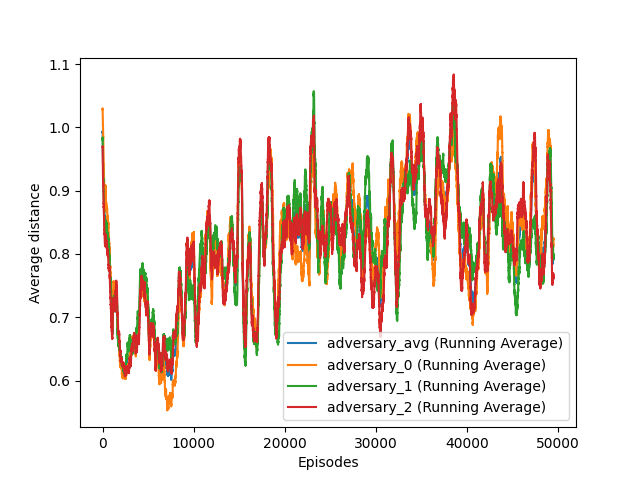 1.1
1.0
0.9
0.8
0.7
0.6
Average distance
adversary_avg (Running Average)
adversary_0 (Running Average)
adversary_1 (Running Average)
adversary_2 (Running Average)
0 10000 20000 30000 40000 50000
Episodes